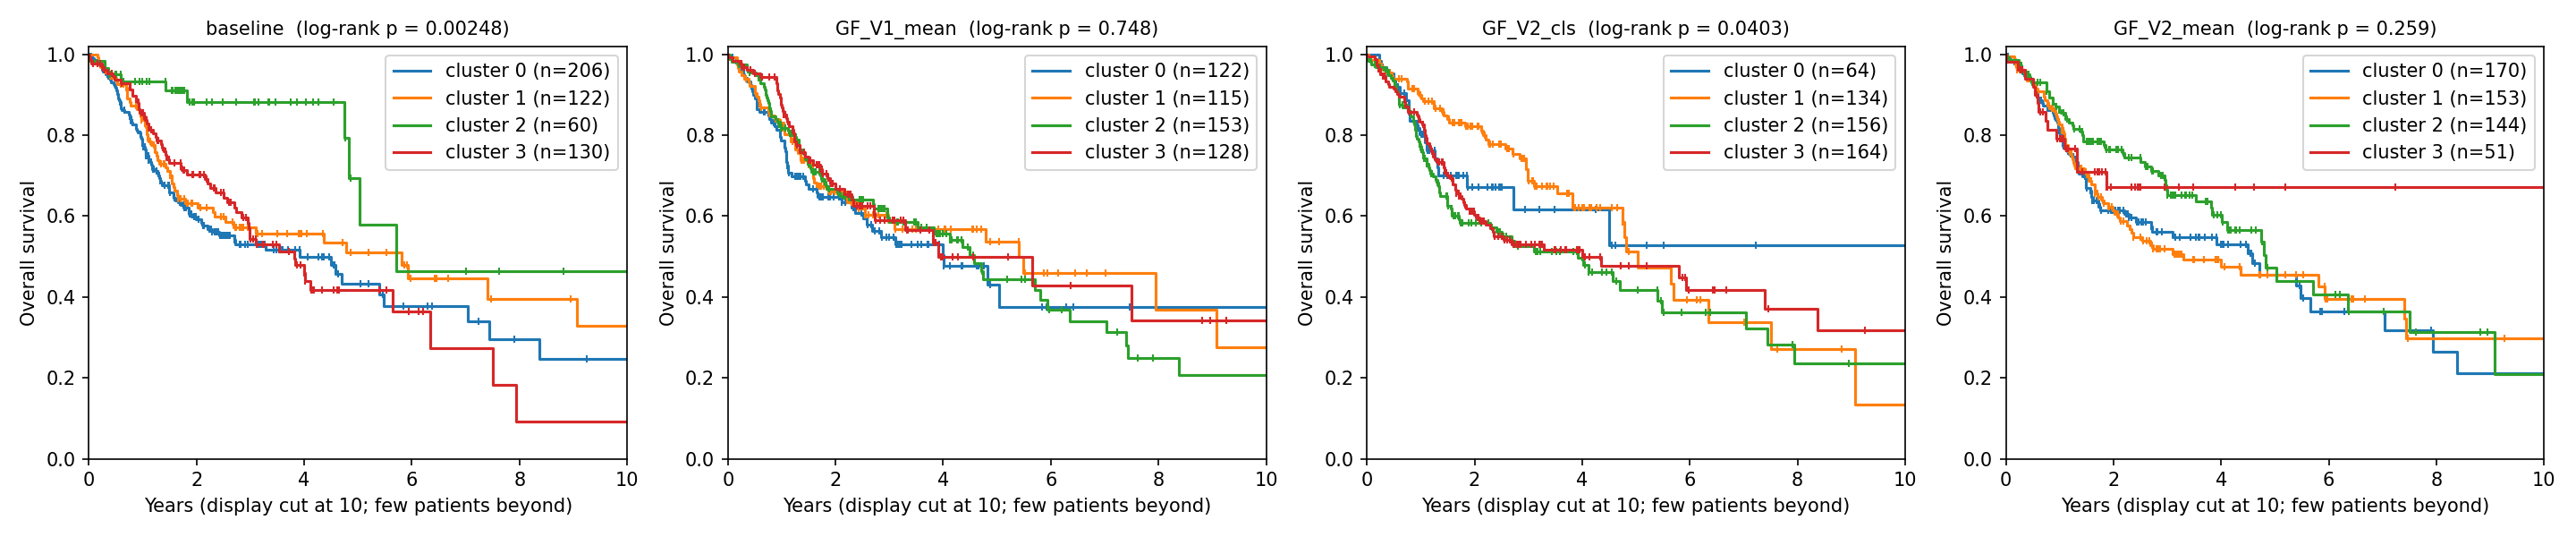 baseline  (log-rank p = 0.00248)
Overall survival
1.0
0.8
0.6
0.4
0.2
0.0
cluster 0 (n=206)
cluster 1 (n=122)
cluster 2 (n=60)
cluster 3 (n=130)
0 2 4 6 8 10
Years (display cut at 10; few patients beyond)
GF_V1_mean  (log-rank p = 0.748)
Overall survival
1.0
0.8
0.6
0.4
0.2
0.0
cluster 0 (n=122)
cluster 1 (n=115)
cluster 2 (n=153)
cluster 3 (n=128)
0 2 4 6 8 10
Years (display cut at 10; few patients beyond)
GF_V2_cls  (log-rank p = 0.0403)
Overall survival
1.0
0.8
0.6
0.4
0.2
0.0
cluster 0 (n=64)
cluster 1 (n=134)
cluster 2 (n=156)
cluster 3 (n=164)
0 2 4 6 8 10
Years (display cut at 10; few patients beyond)
GF_V2_mean  (log-rank p = 0.259)
Overall survival
1.0
0.8
0.6
0.4
0.2
0.0
cluster 0 (n=170)
cluster 1 (n=153)
cluster 2 (n=144)
cluster 3 (n=51)
0 2 4 6 8 10
Years (display cut at 10; few patients beyond)